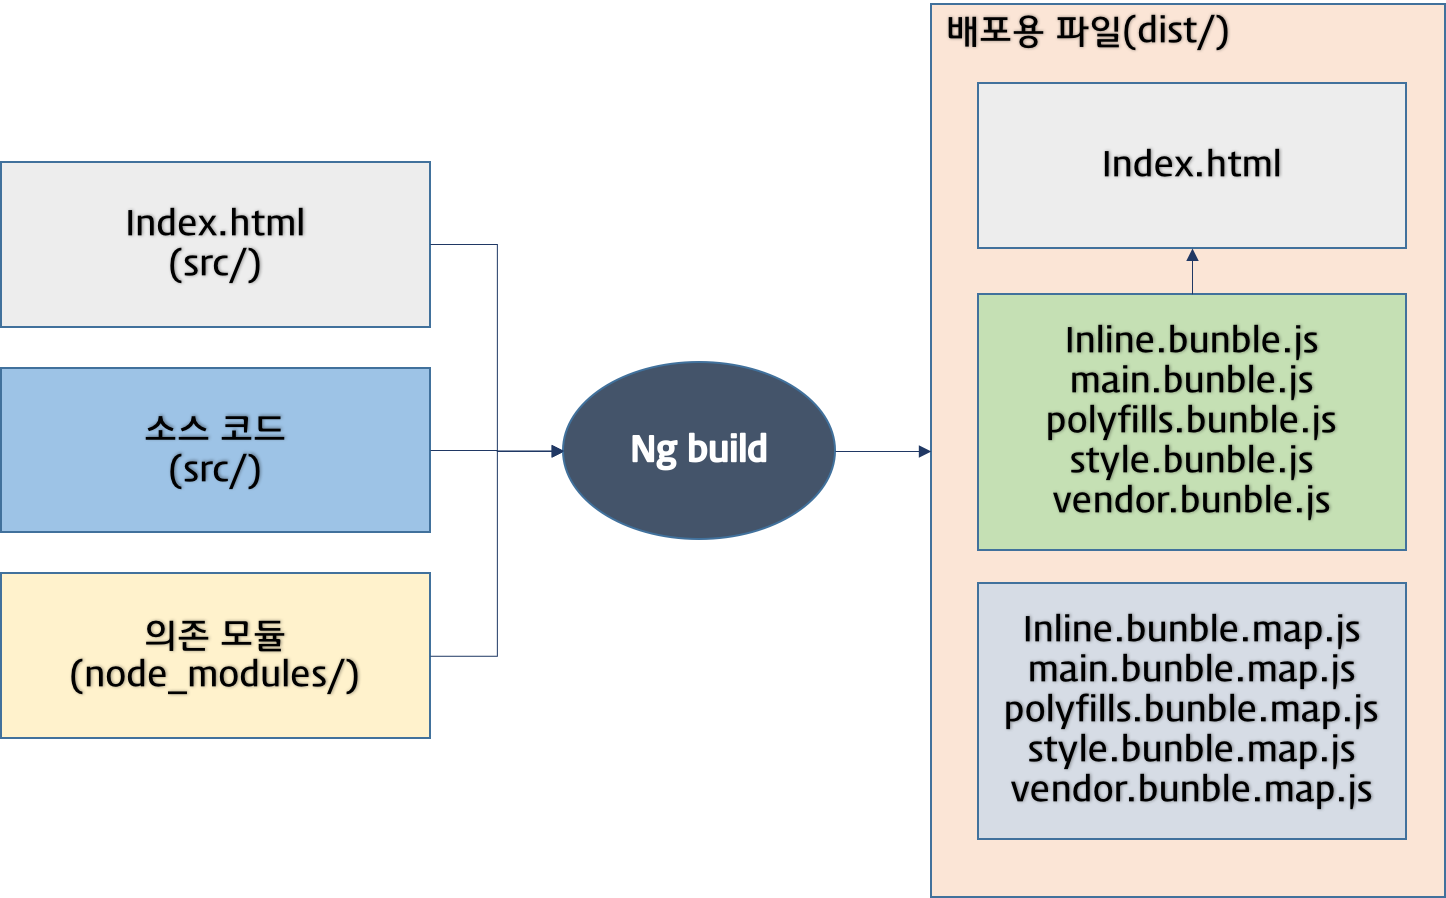 Index.html
(src/)
소스 코드
(src/)
의존 모듈
(node_modules/)
Ng build
배포용 파일(dist/)
Index.html
Inline.bunble.js
main.bunble.js
polyfills.bunble.js
style.bunble.js
vendor.bunble.js
Inline.bunble.map.js
main.bunble.map.js
polyfills.bunble.map.js
style.bunble.map.js
vendor.bunble.map.js